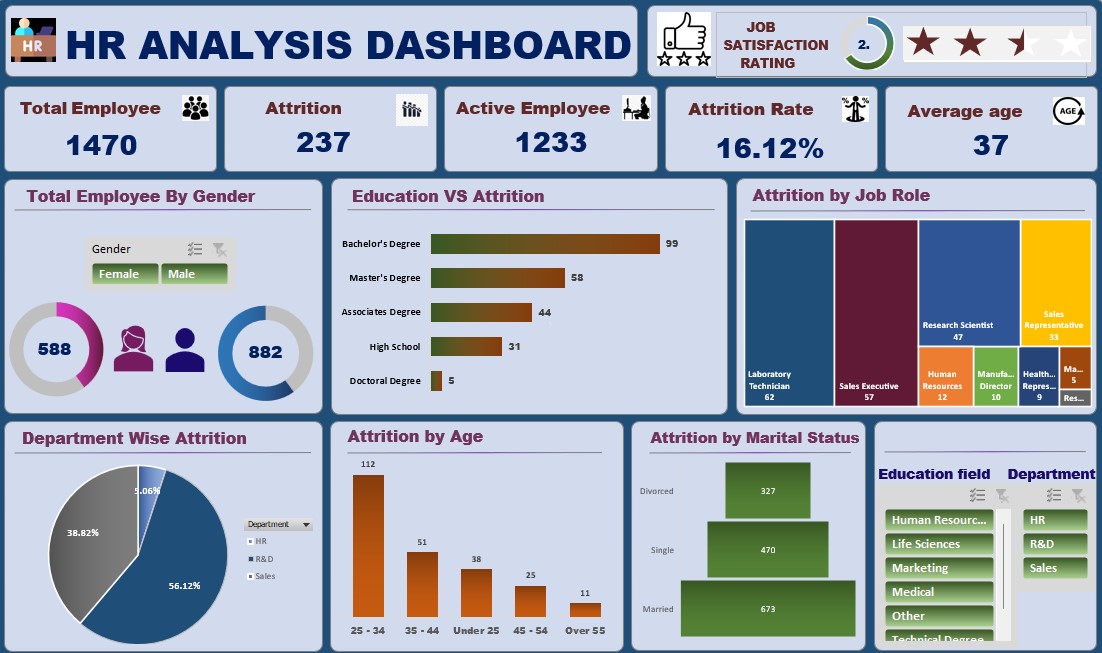 HR
HR ANALYSIS DASHBOARD
JOB
SATISFACTION
RATING
2.
Total Employee
1470
Attrition
237
Active Employee
1233
Attrition Rate
% %
16.12%
Average age
AGE
37
Total Employee By Gender
Gender
Female
Male
588
882
Education VS Attrition
Bachelor's Degree
99
Master's Degree
58
Associates Degree
44
High School
31
Doctoral Degree
5
Attrition by Job Role
Laboratory
Technician
62
Sales Executive
57
Research Scientist
47
Sales
Representative
33
Human
Resources
12
Manufa...
Director
10
Health...
Repres...
9
Ma...
5
Res...
Department Wise Attrition
5.06%
38.82%
56.12%
Department
HR
R&D
Sales
Attrition by Age
112
51
38
25
11
25 - 34
35 - 44
Under 25
45 - 54
Over 55
Attrition by Marital Status
Divorced
327
Single
470
Married
673
Education field
Human Resourc...
Life Sciences
Marketing
Medical
Other
Technical Degree
Department
HR
R&D
Sales